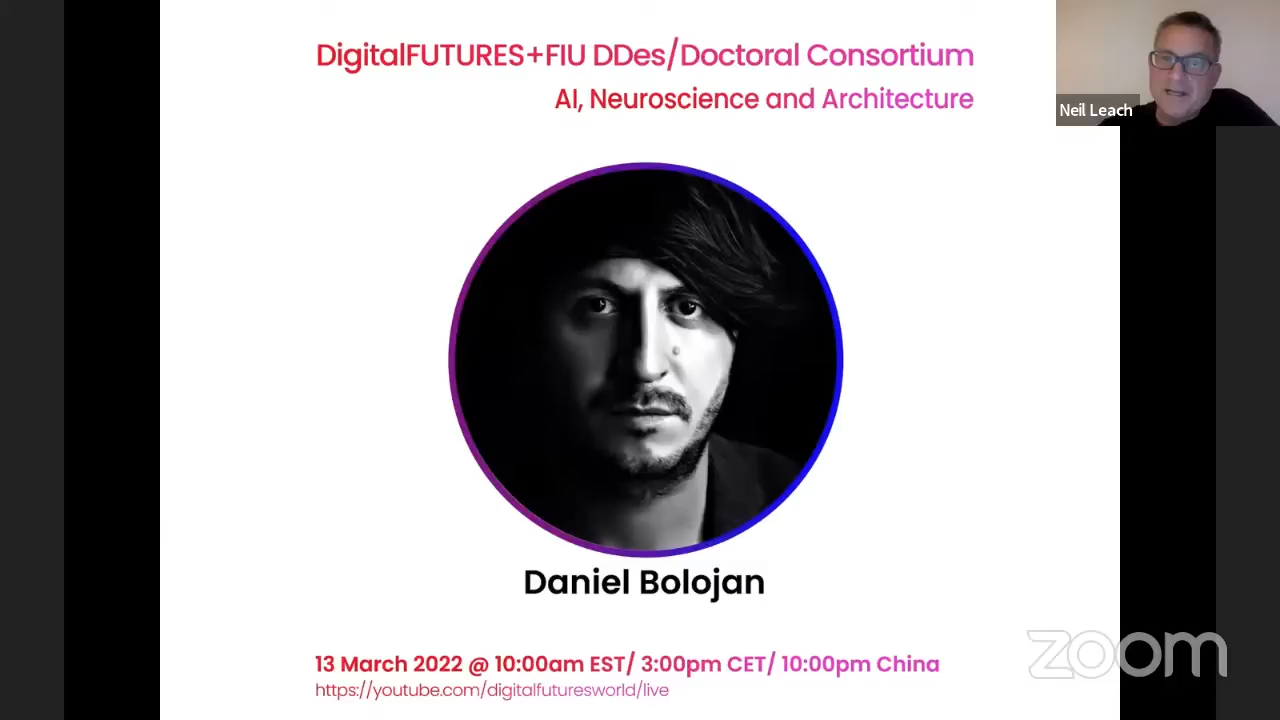 DigitalFUTURES+FIU DDes/Doctoral Consortium
AI, Neuroscience and Architecture
Neil Leach
Daniel Bolojan
13 March 2022 @ 10:00am EST/ 3:00pm CET/ 10:00pm China
https://youtube.com/digitalfuturesworld/live
zoom